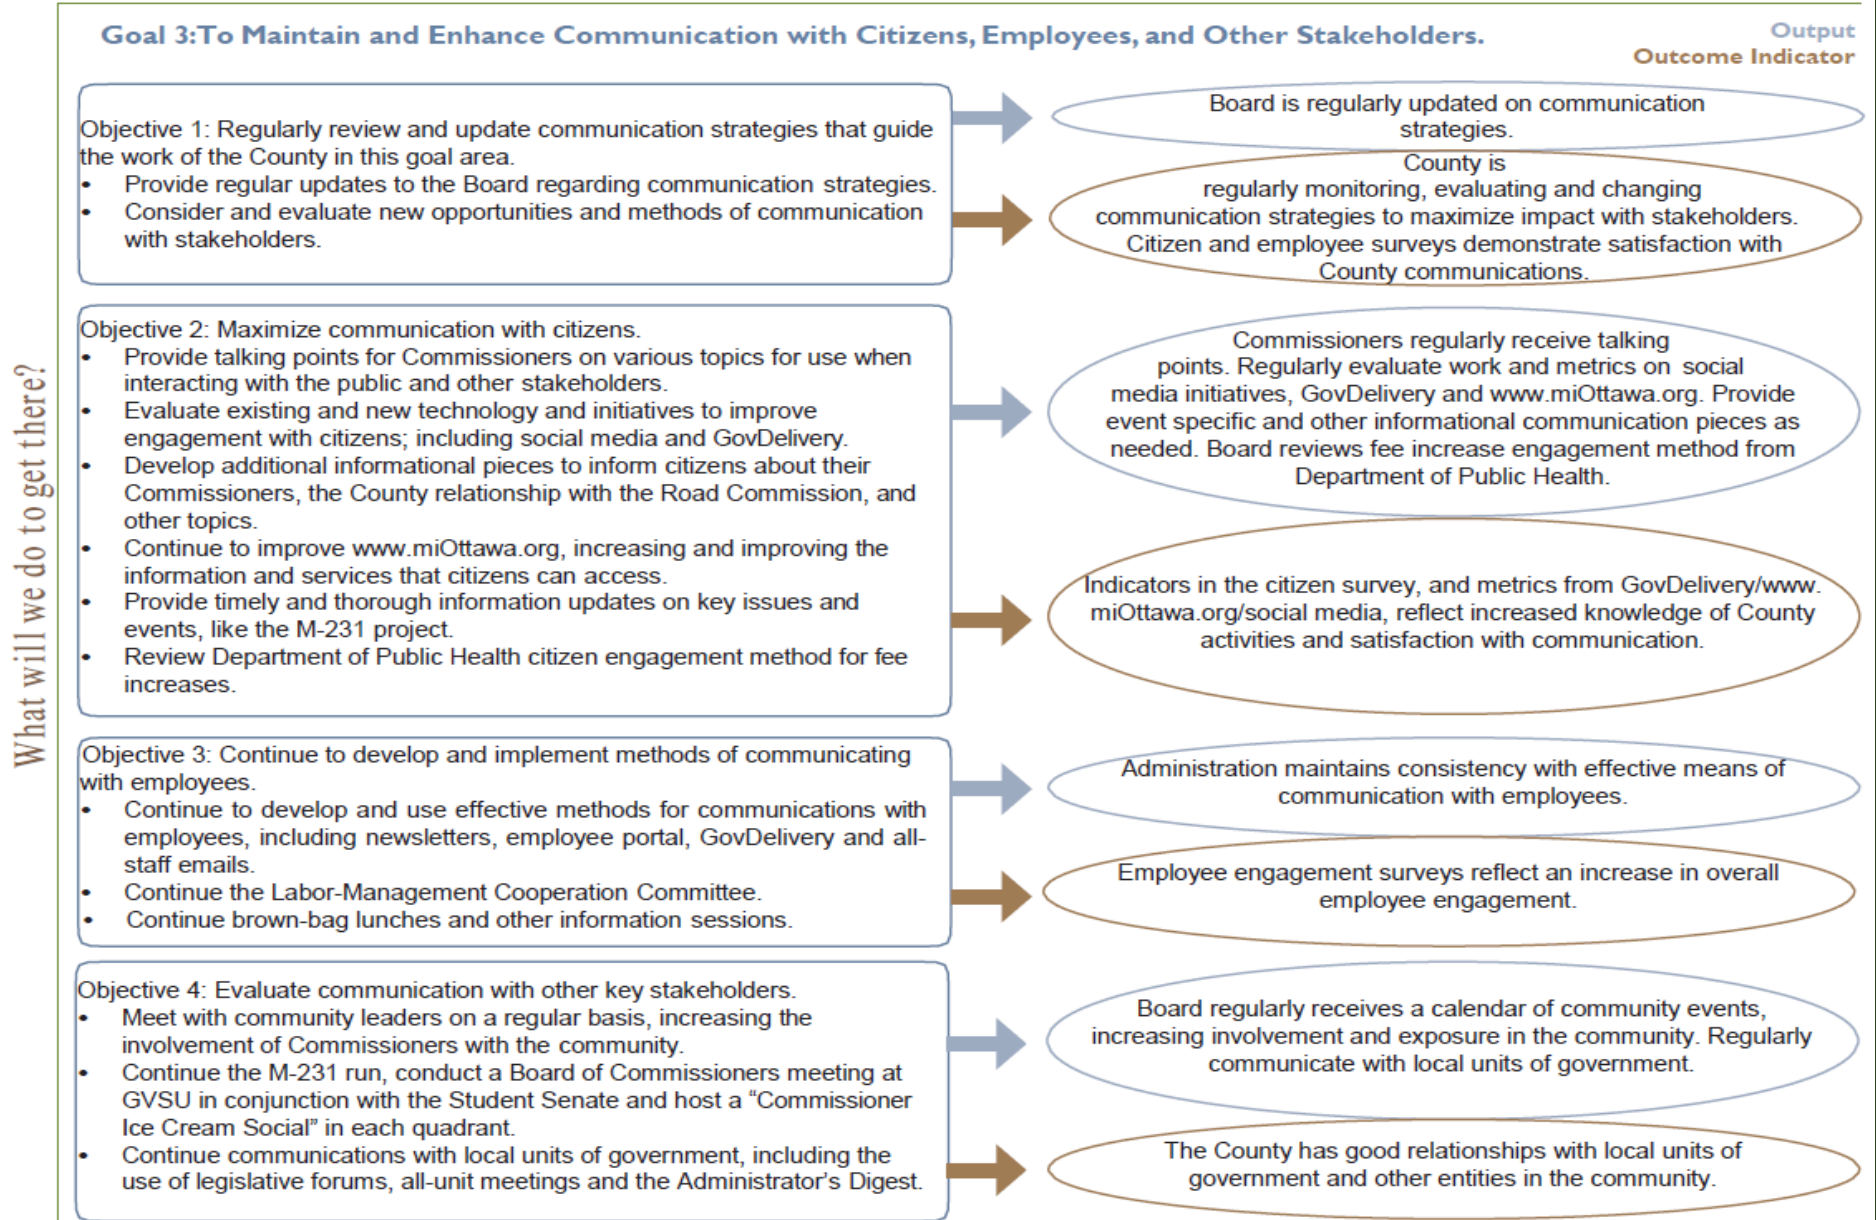 Goal 3:To Maintain and Enhance Communication with Citizens, Employees, and Other Stakeholders.
Output
Outcome Indicator
What will we do to get there?
Objective 1: Regularly review and update communication strategies that guide
the work of the County in this goal area.
• Provide regular updates to the Board regarding communication strategies.
• Consider and evaluate new opportunities and methods of communication
with stakeholders.
Board is regularly updated on communication
strategies.
County is
regularly monitoring, evaluating and changing
communication strategies to maximize impact with stakeholders.
Citizen and employee surveys demonstrate satisfaction with
County communications.
Objective 2: Maximize communication with citizens.
• Provide talking points for Commissioners on various topics for use when
interacting with the public and other stakeholders.
• Evaluate existing and new technology and initiatives to improve
engagement with citizens; including social media and GovDelivery.
• Develop additional informational pieces to inform citizens about their
Commissioners, the County relationship with the Road Commission, and
other topics.
• Continue to improve www.miOttawa.org, increasing and improving the
information and services that citizens can access.
• Provide timely and thorough information updates on key issues and
events, like the M-231 project.
• Review Department of Public Health citizen engagement method for fee
increases.
Commissioners regularly receive talking
points. Regularly evaluate work and metrics on social
media initiatives, GovDelivery and www.miOttawa.org. Provide
event specific and other informational communication pieces as
needed. Board reviews fee increase engagement method from
Department of Public Health.
Indicators in the citizen survey, and metrics from GovDelivery/www.
miOttawa.org/social media, reflect increased knowledge of County
activities and satisfaction with communication.
Objective 3: Continue to develop and implement methods of communicating
with employees.
• Continue to develop and use effective methods for communications with
employees, including newsletters, employee portal, GovDelivery and all-
staff emails.
• Continue the Labor-Management Cooperation Committee.
• Continue brown-bag lunches and other information sessions.
Administration maintains consistency with effective means of
communication with employees.
Employee engagement surveys reflect an increase in overall
employee engagement.
Objective 4: Evaluate communication with other key stakeholders.
• Meet with community leaders on a regular basis, increasing the
involvement of Commissioners with the community.
• Continue the M-231 run, conduct a Board of Commissioners meeting at
GVSU in conjunction with the Student Senate and host a “Commissioner
Ice Cream Social” in each quadrant.
• Continue communications with local units of government, including the
use of legislative forums, all-unit meetings and the Administrator’s Digest.
Board regularly receives a calendar of community events,
increasing involvement and exposure in the community. Regularly
communicate with local units of government.
The County has good relationships with local units of
government and other entities in the community.